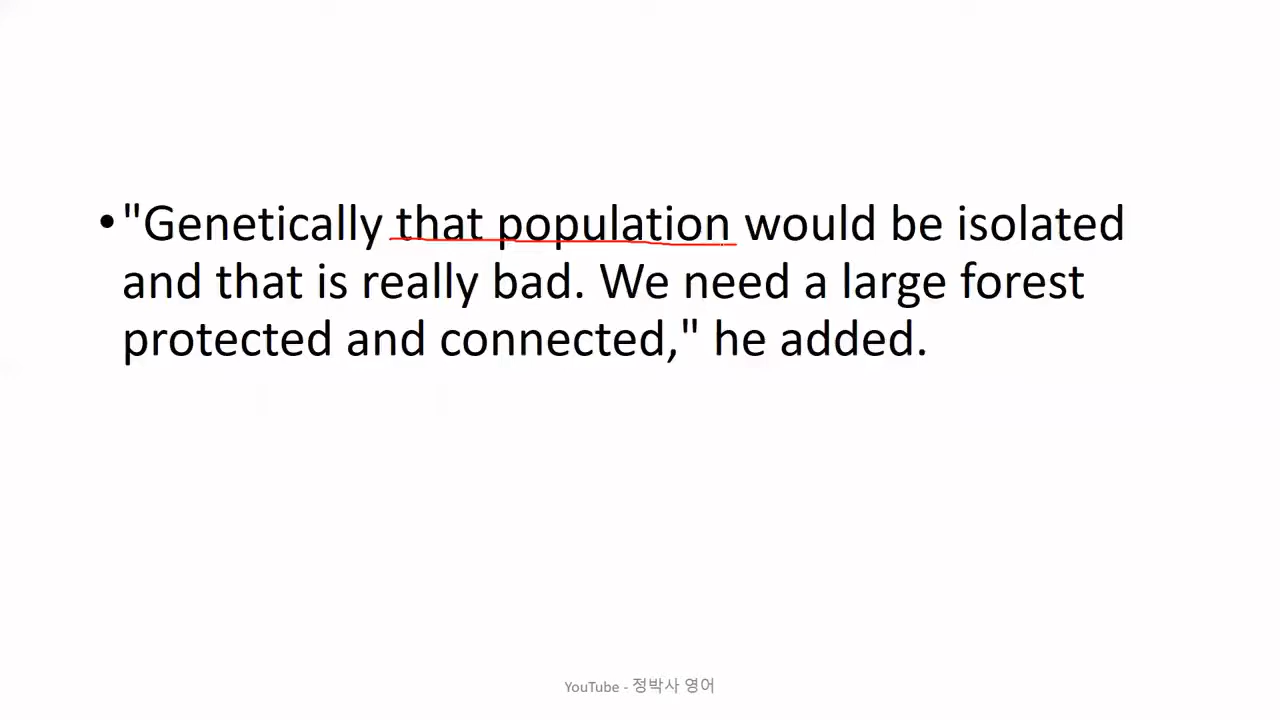 •"Genetically that population would be isolated
and that is really bad. We need a large forest
protected and connected," he added.
YouTube - 정박사 영어